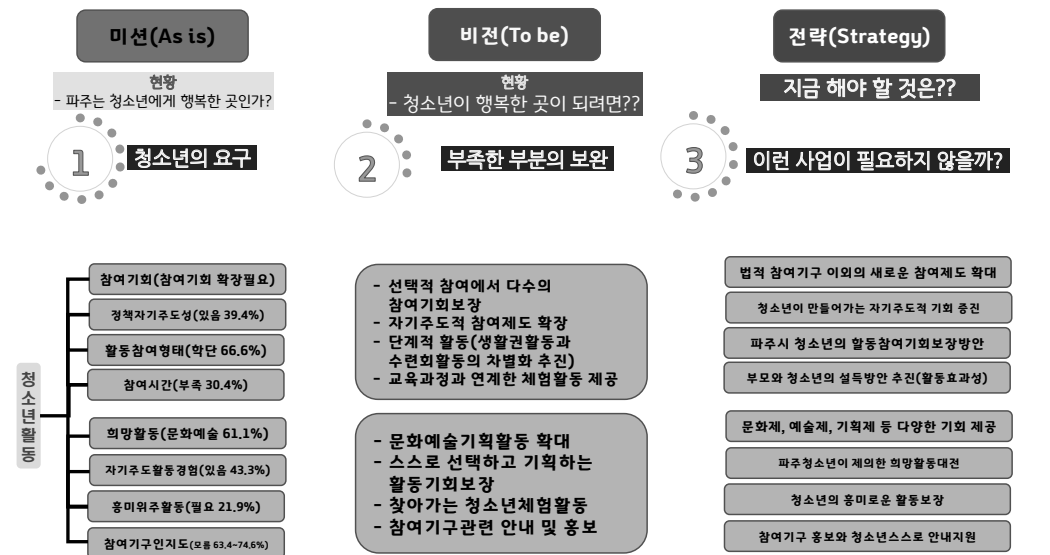 미션(As is)
현황
- 파주는 청소년에게 행복한 곳인가?
1
청소년의 요구
비전(To be)
현황
- 청소년이 행복한 곳이 되려면??
2
부족한 부분의 보완
전략(Strategy)
지금 해야 할 것은??
3
이런 사업이 필요하지 않을까?
청소년활동
참여기회(참여기회 확장필요)
정책자기주도성(있음 39.4%)
활동참여형태(학단 66.6%)
참여시간(부족 30.4%)
희망활동(문화예술 61.1%)
자기주도활동경험(있음 43.3%)
흥미위주활동(필요 21.9%)
참여기구인지도(모름 63.4~74.6%)
- 선택적 참여에서 다수의
참여기회보장
- 자기주도적 참여제도 확장
- 단계적 활동(생활권활동과
수련회활동의 차별화 추진)
- 교육과정과 연계한 체험활동 제공
- 문화예술기획활동 확대
- 스스로 선택하고 기획하는
활동기회보장
- 찾아가는 청소년체험활동
- 참여기구관련 안내 및 홍보
법적 참여기구 이외의 새로운 참여제도 확대
청소년이 만들어가는 자기주도적 기회 증진
파주시 청소년의 할동참여기회보장방안
부모와 청소년의 설득방안 추진(활동효과성)
문화제, 예술제, 기획제 등 다양한 기회 제공
파주청소년이 제의한 희망활동대전
청소년의 흥미로운 활동보장
참여기구 홍보와 청소년스스로 안내지원